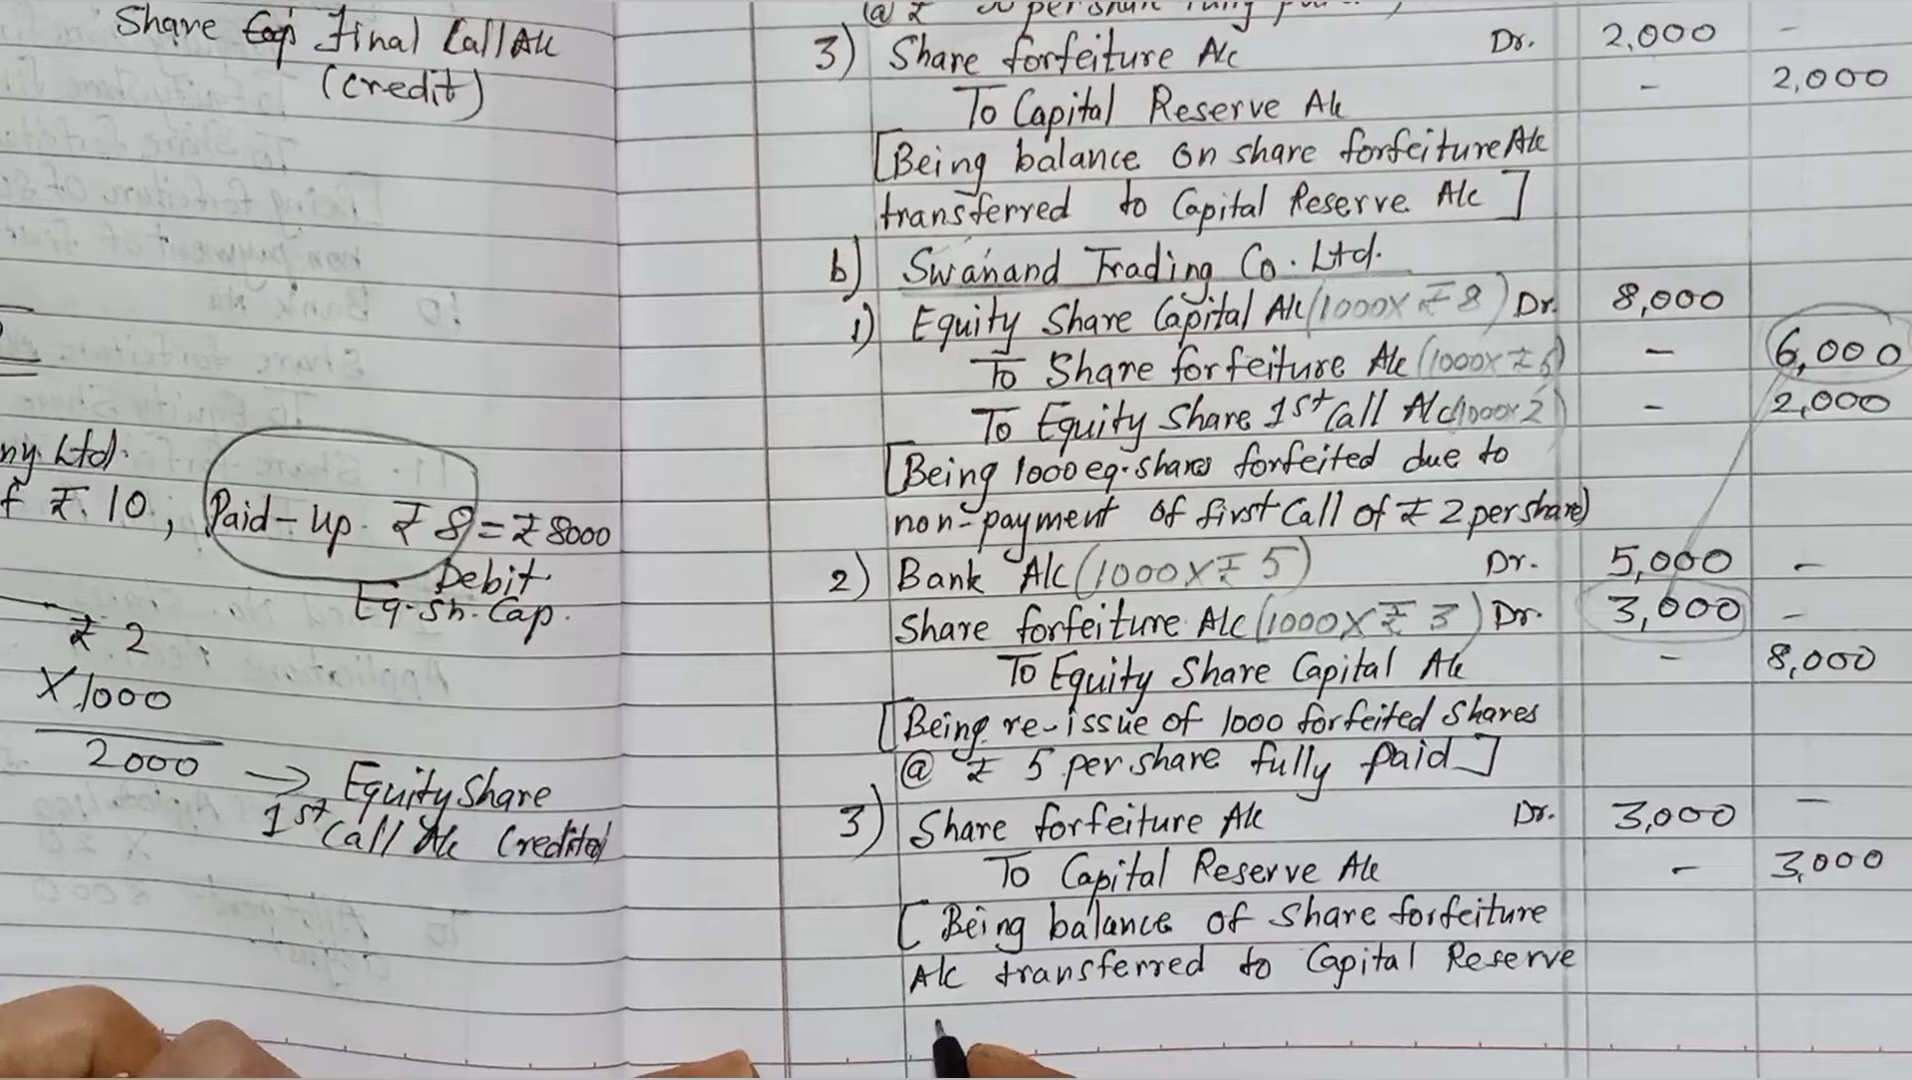 Share Cap Final Call A/c
(Credit)
ny. Ltd.
f ₹. 10, Paid-up. ₹ 8 = ₹ 8000
Debit.
Eq. Sh. Cap.
₹ 2
X 1000
2000 → Equity Share
1st Call A/c Credited
@ ₹ per share fully
3) Share forfeiture A/c Dr. 2,000 -
To Capital Reserve A/c - 2,000
[Being balance on share forfeiture A/c
transferred to Capital Reserve A/c]
b) Swanand Trading Co. Ltd.
1) Equity Share Capital A/c (1000 X ₹ 8) Dr. 8,000
To Share forfeiture A/c (1000 X ₹ 6) - 6,000
To Equity Share 1st Call A/c (1000 x 2) - 2,000
[Being 1000 eq. shares forfeited due to
non-payment of first Call of ₹ 2 per share)
2) Bank A/c (1000 X ₹ 5) Dr. 5,000 -
Share forfeiture A/c (1000 X ₹ 3) Dr. 3,000 -
To Equity Share Capital A/c - 8,000
[Being re-issue of 1000 forfeited shares
@ ₹ 5 per share fully paid]
3) Share forfeiture A/c Dr. 3,000 -
To Capital Reserve A/c - 3,000
[Being balance of Share forfeiture
A/c transferred to Capital Reserve